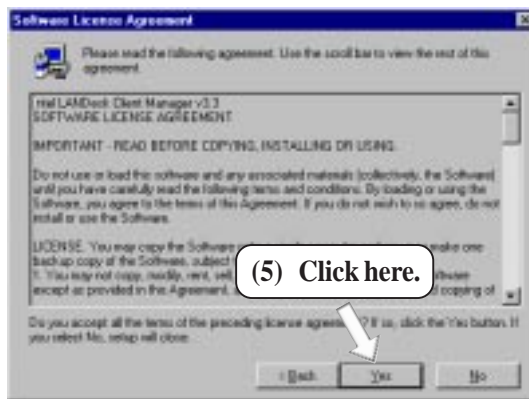 Software License Agreement
Please read the following agreement. Use the scroll bar to view the rest of this
agreement.
Intel LANDesk Client Manager v3.3
SOFTWARE LICENSE AGREEMENT
IMPORTANT - READ BEFORE COPYING, INSTALLING OR USING.
Do not use or load this software and any associated materials (collectively, the Software)
until you have carefully read the following terms and conditions. By loading or using the
Software, you agree to the terms of this Agreement. If you do not wish to so agree, do not
install or use the Software.
LICENSE. You may copy the Software make one
backup copy of the Software, subject
1. You may not copy, modify, rent, sell,
except as provided in this Agreement, copying of
(5) Click here.
Do you accept all the terms of the preceding license agreement? If so, click the Yes button. If
you select No, setup will close.
< Back
Yes
No